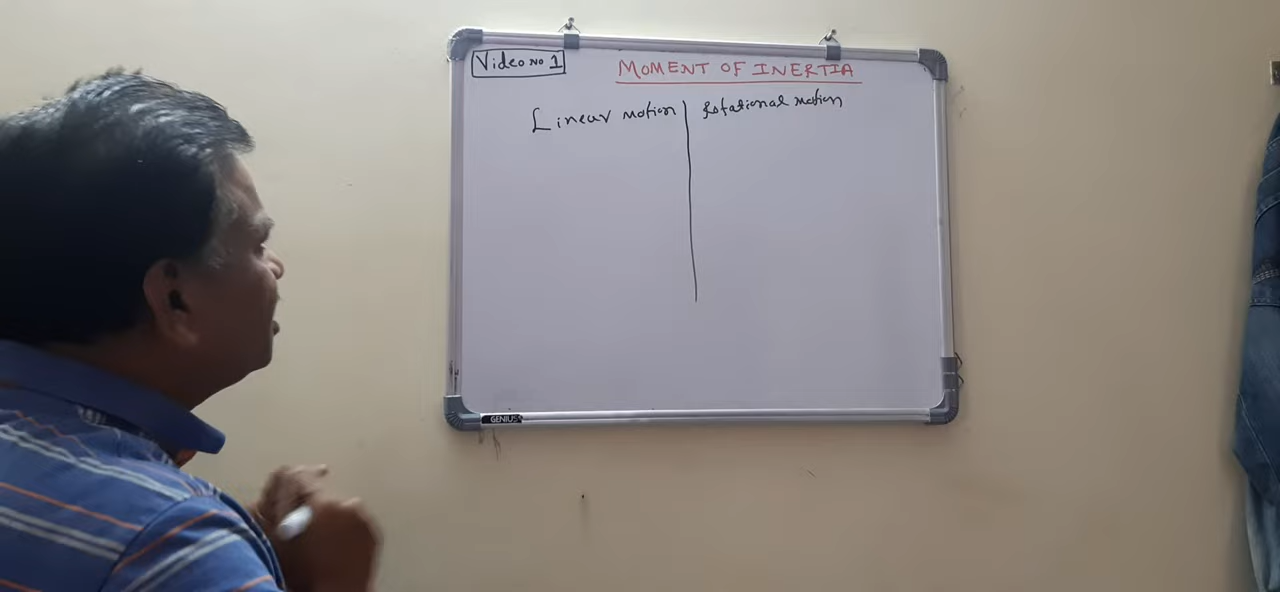 Video No 1
MOMENT OF INERTIA
Linear motion
Rotational motion
GENIUS